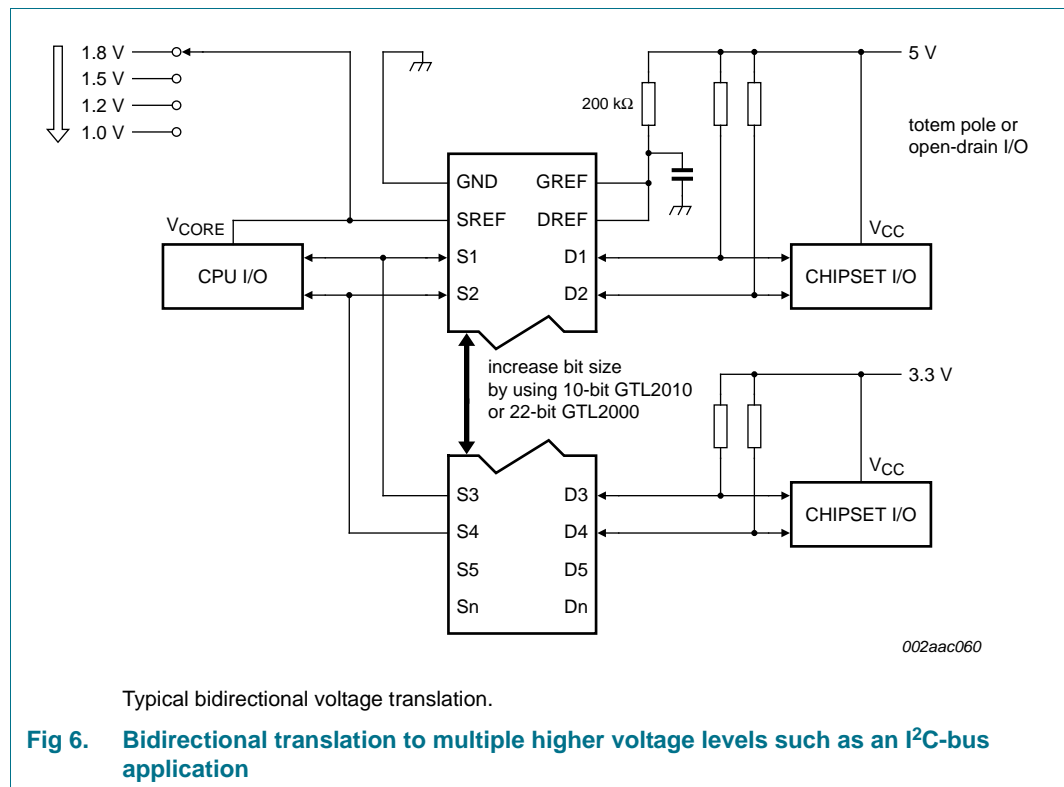 1.8 V
1.5 V
1.2 V
1.0 V
5 V
200 kΩ
totem pole or
open-drain I/O
GND
GREF
SREF
DREF
VCORE
VCC
CPU I/O
S1
D1
CHIPSET I/O
S2
D2
increase bit size
by using 10-bit GTL2010
or 22-bit GTL2000
3.3 V
VCC
S3
D3
CHIPSET I/O
S4
D4
S5
D5
Sn
Dn
002aac060
Typical bidirectional voltage translation.
Fig 6. Bidirectional translation to multiple higher voltage levels such as an I²C-bus
application